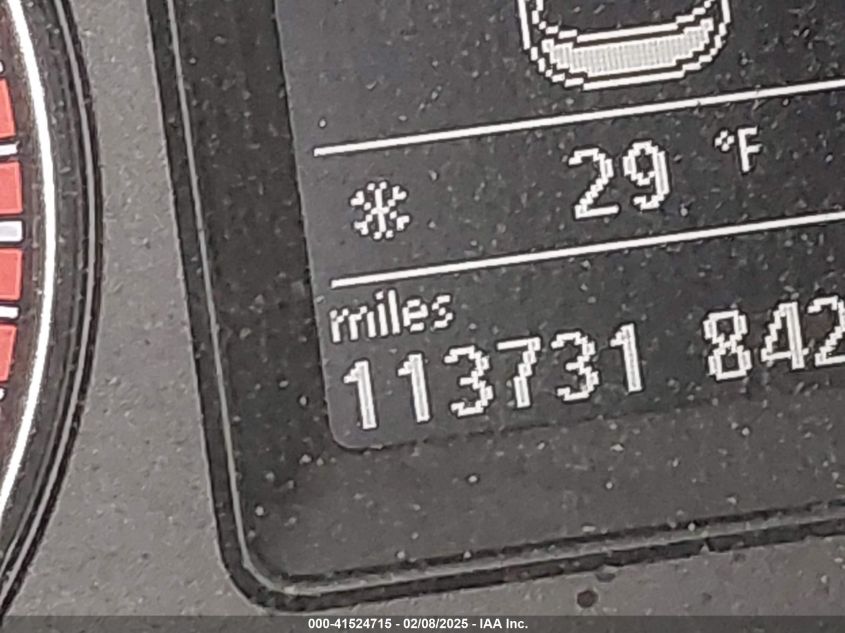 29 °F
miles
113731 842
000-41524715 - 02/08/2025 - IAA Inc.